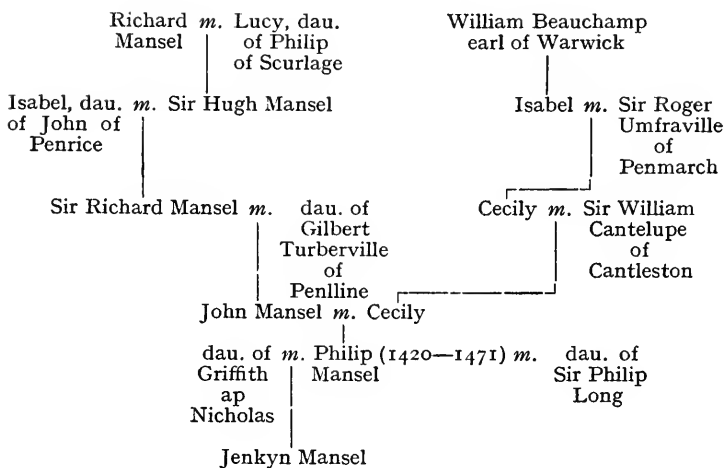 Richard m. Lucy, dau. William Beauchamp
Mansel of Philip earl of Warwick
of Scurlage
Isabel, dau. m. Sir Hugh Mansel Isabel m. Sir Roger
of John of Umfraville
Penrice of
Penmarch
Sir Richard Mansel m. dau. of Cecily m. Sir William
Gilbert Cantelupe
Turberville of
of Cantleston
Penlline
John Mansel m. Cecily
dau. of m. Philip (1420—1471) m. dau. of
Griffith Mansel Sir Philip
ap Long
Nicholas
Jenkyn Mansel